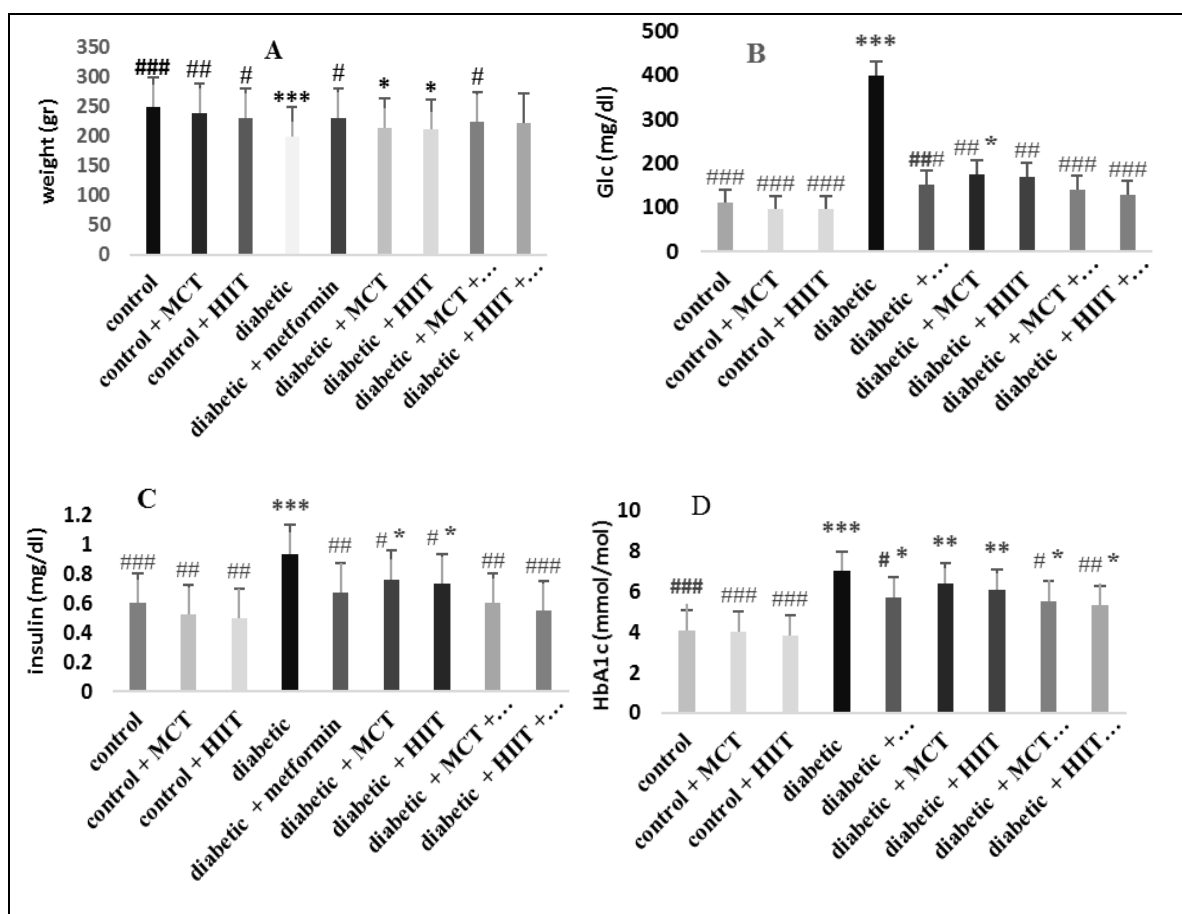 A
weight (gr)
350
300
250
200
150
100
50
0
###
##
#
***
#
*
*
#
control
control + MCT
control + HIIT
diabetic
diabetic + metformin
diabetic + MCT
diabetic + HIIT
diabetic + MCT +…
diabetic + HIIT +…
B
Glc (mg/dl)
500
400
300
200
100
0
###
###
###
***
###
## *
##
###
###
control
control + MCT
control + HIIT
diabetic
diabetic +…
diabetic + MCT
diabetic + HIIT
diabetic + MCT +…
diabetic + HIIT +…
C
insulin (mg/dl)
1.2
1
0.8
0.6
0.4
0.2
0
###
##
##
***
##
# *
# *
##
###
control
control + MCT
control + HIIT
diabetic
diabetic + metformin
diabetic + MCT
diabetic + HIIT
diabetic + MCT +…
diabetic + HIIT +…
D
HbA1c (mmol/mol)
10
8
6
4
2
0
###
###
###
***
# *
**
**
# *
## *
control
control + MCT
control + HIIT
diabetic
diabetic +…
diabetic + MCT
diabetic + HIIT
diabetic + MCT…
diabetic + HIIT…